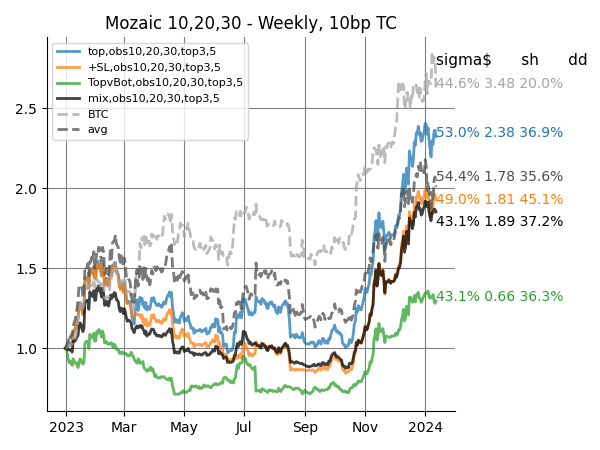 Mozaic 10,20,30 - Weekly, 10bp TC
top,obs10,20,30,top3,5
+SL,obs10,20,30,top3,5
TopvBot,obs10,20,30,top3,5
mix,obs10,20,30,top3,5
BTC
avg
sigma$ sh dd
44.6% 3.48 20.0%
53.0% 2.38 36.9%
54.4% 1.78 35.6%
49.0% 1.81 45.1%
43.1% 1.89 37.2%
43.1% 0.66 36.3%
2.5
2.0
1.5
1.0
2023 Mar May Jul Sep Nov 2024